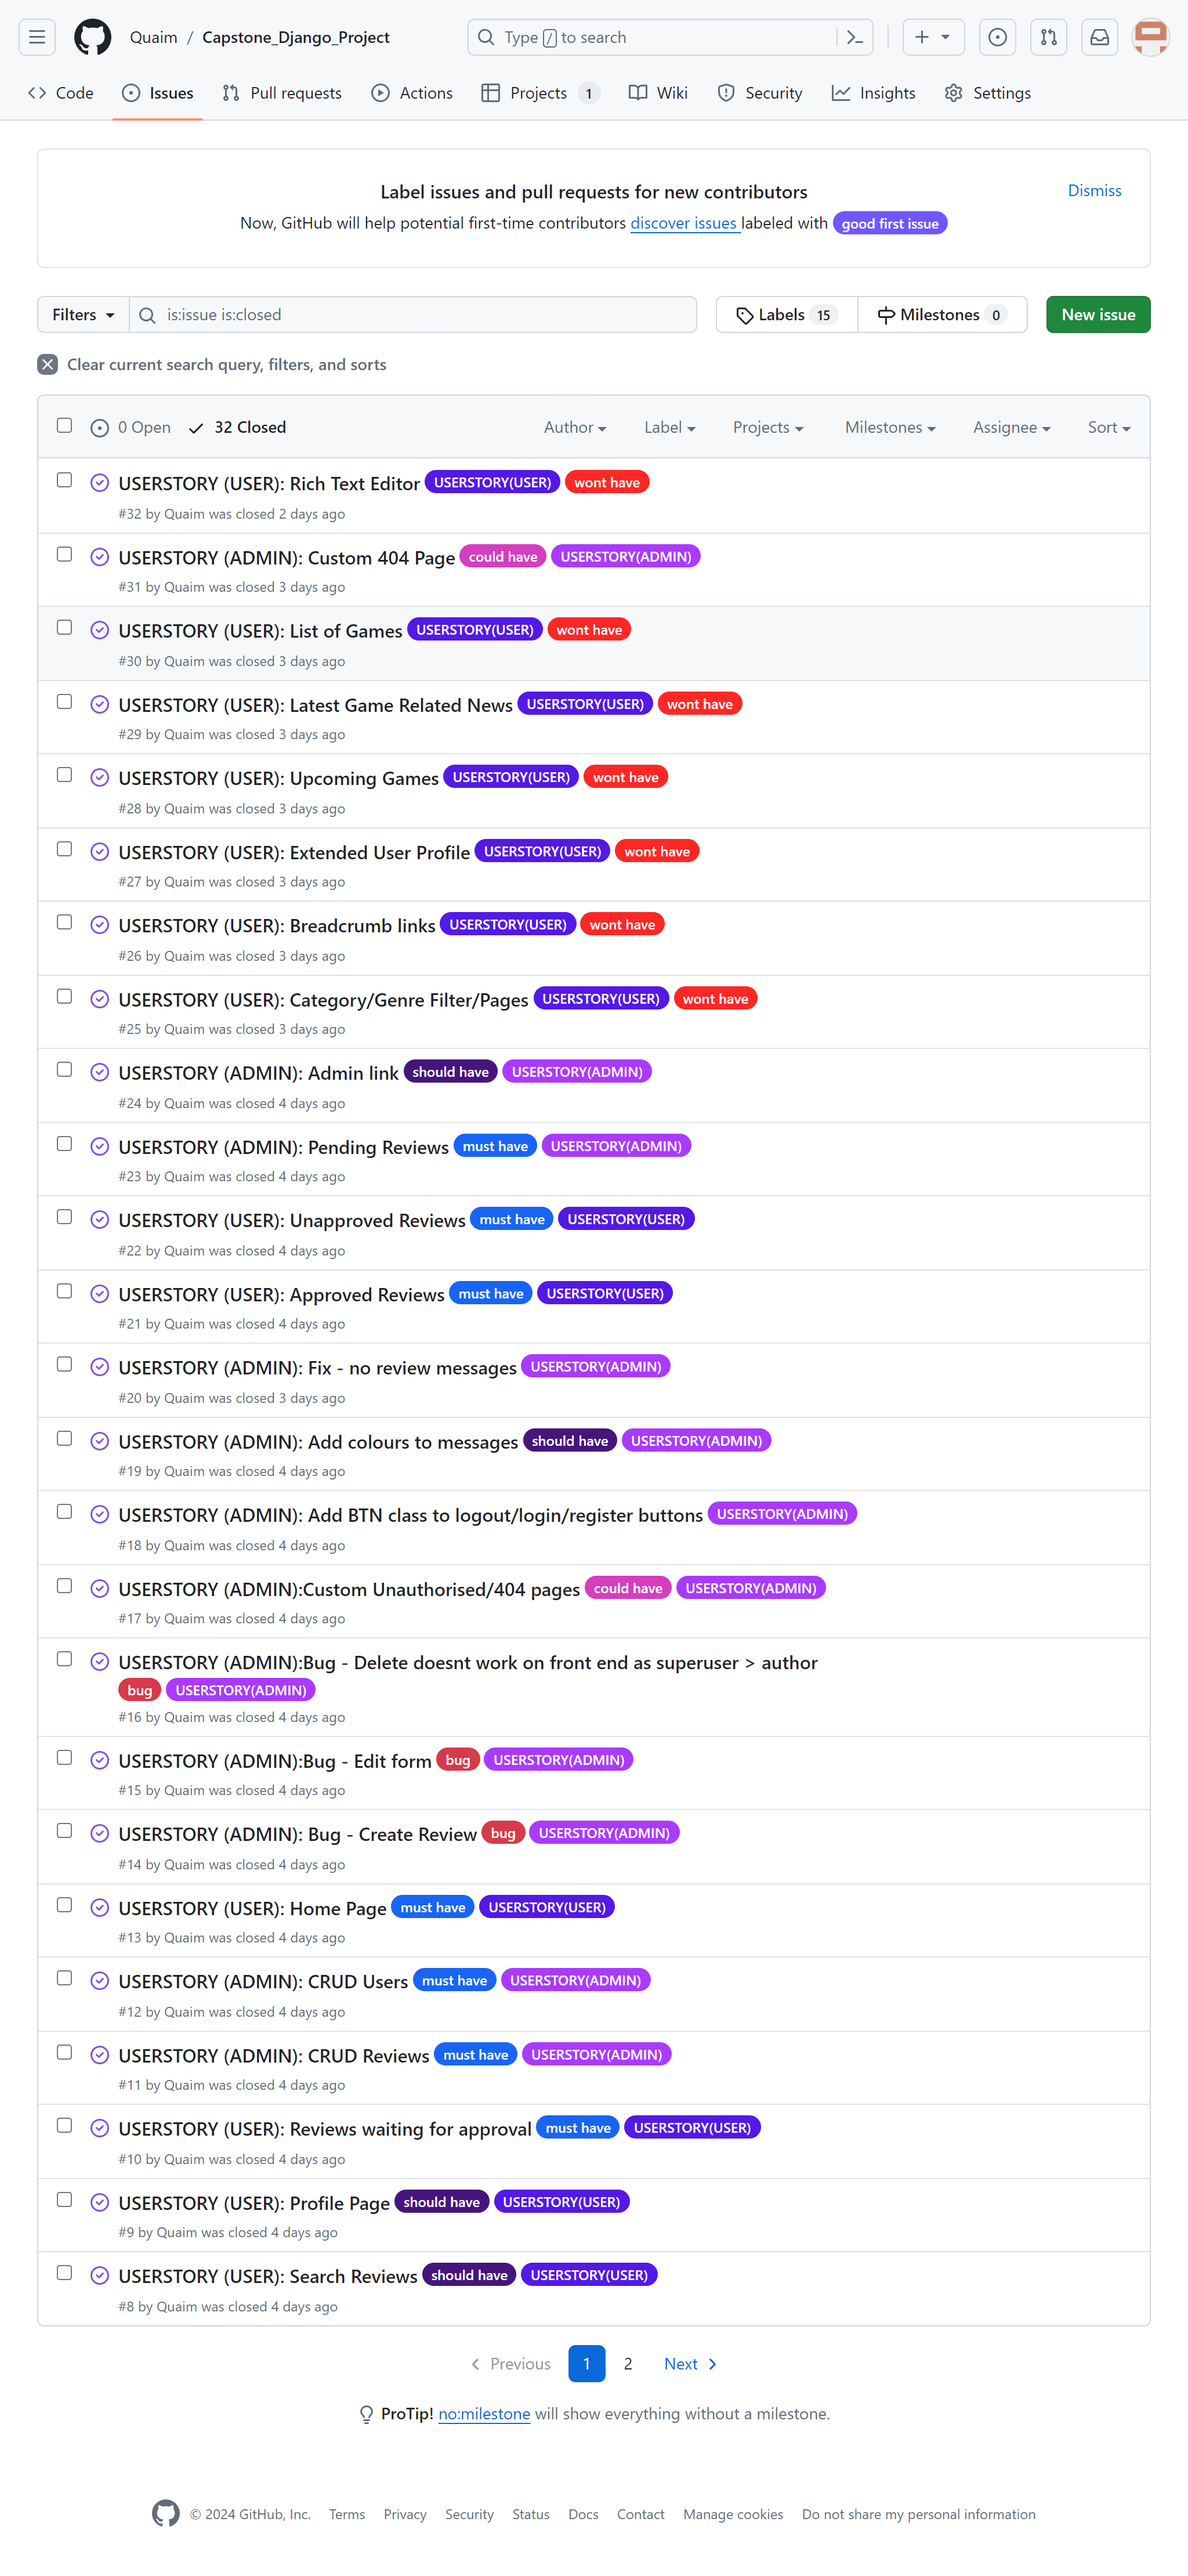 Quaim / Capstone_Django_Project Type / to search
Code Issues Pull requests Actions Projects 1 Wiki Security Insights Settings
Label issues and pull requests for new contributors Dismiss
Now, GitHub will help potential first-time contributors discover issues labeled with good first issue
Filters is:issue is:closed Labels 15 Milestones 0 New issue
Clear current search query, filters, and sorts
0 Open 32 Closed Author Label Projects Milestones Assignee Sort
USERSTORY (USER): Rich Text Editor USERSTORY(USER) wont have
#32 by Quaim was closed 2 days ago
USERSTORY (ADMIN): Custom 404 Page could have USERSTORY(ADMIN)
#31 by Quaim was closed 3 days ago
USERSTORY (USER): List of Games USERSTORY(USER) wont have
#30 by Quaim was closed 3 days ago
USERSTORY (USER): Latest Game Related News USERSTORY(USER) wont have
#29 by Quaim was closed 3 days ago
USERSTORY (USER): Upcoming Games USERSTORY(USER) wont have
#28 by Quaim was closed 3 days ago
USERSTORY (USER): Extended User Profile USERSTORY(USER) wont have
#27 by Quaim was closed 3 days ago
USERSTORY (USER): Breadcrumb links USERSTORY(USER) wont have
#26 by Quaim was closed 3 days ago
USERSTORY (USER): Category/Genre Filter/Pages USERSTORY(USER) wont have
#25 by Quaim was closed 3 days ago
USERSTORY (ADMIN): Admin link should have USERSTORY(ADMIN)
#24 by Quaim was closed 4 days ago
USERSTORY (ADMIN): Pending Reviews must have USERSTORY(ADMIN)
#23 by Quaim was closed 4 days ago
USERSTORY (USER): Unapproved Reviews must have USERSTORY(USER)
#22 by Quaim was closed 4 days ago
USERSTORY (USER): Approved Reviews must have USERSTORY(USER)
#21 by Quaim was closed 4 days ago
USERSTORY (ADMIN): Fix - no review messages USERSTORY(ADMIN)
#20 by Quaim was closed 3 days ago
USERSTORY (ADMIN): Add colours to messages should have USERSTORY(ADMIN)
#19 by Quaim was closed 4 days ago
USERSTORY (ADMIN): Add BTN class to logout/login/register buttons USERSTORY(ADMIN)
#18 by Quaim was closed 4 days ago
USERSTORY (ADMIN):Custom Unauthorised/404 pages could have USERSTORY(ADMIN)
#17 by Quaim was closed 4 days ago
USERSTORY (ADMIN):Bug - Delete doesnt work on front end as superuser > author
bug USERSTORY(ADMIN)
#16 by Quaim was closed 4 days ago
USERSTORY (ADMIN):Bug - Edit form bug USERSTORY(ADMIN)
#15 by Quaim was closed 4 days ago
USERSTORY (ADMIN): Bug - Create Review bug USERSTORY(ADMIN)
#14 by Quaim was closed 4 days ago
USERSTORY (USER): Home Page must have USERSTORY(USER)
#13 by Quaim was closed 4 days ago
USERSTORY (ADMIN): CRUD Users must have USERSTORY(ADMIN)
#12 by Quaim was closed 4 days ago
USERSTORY (ADMIN): CRUD Reviews must have USERSTORY(ADMIN)
#11 by Quaim was closed 4 days ago
USERSTORY (USER): Reviews waiting for approval must have USERSTORY(USER)
#10 by Quaim was closed 4 days ago
USERSTORY (USER): Profile Page should have USERSTORY(USER)
#9 by Quaim was closed 4 days ago
USERSTORY (USER): Search Reviews should have USERSTORY(USER)
#8 by Quaim was closed 4 days ago
Previous 1 2 Next
ProTip! no:milestone will show everything without a milestone.
© 2024 GitHub, Inc. Terms Privacy Security Status Docs Contact Manage cookies Do not share my personal information